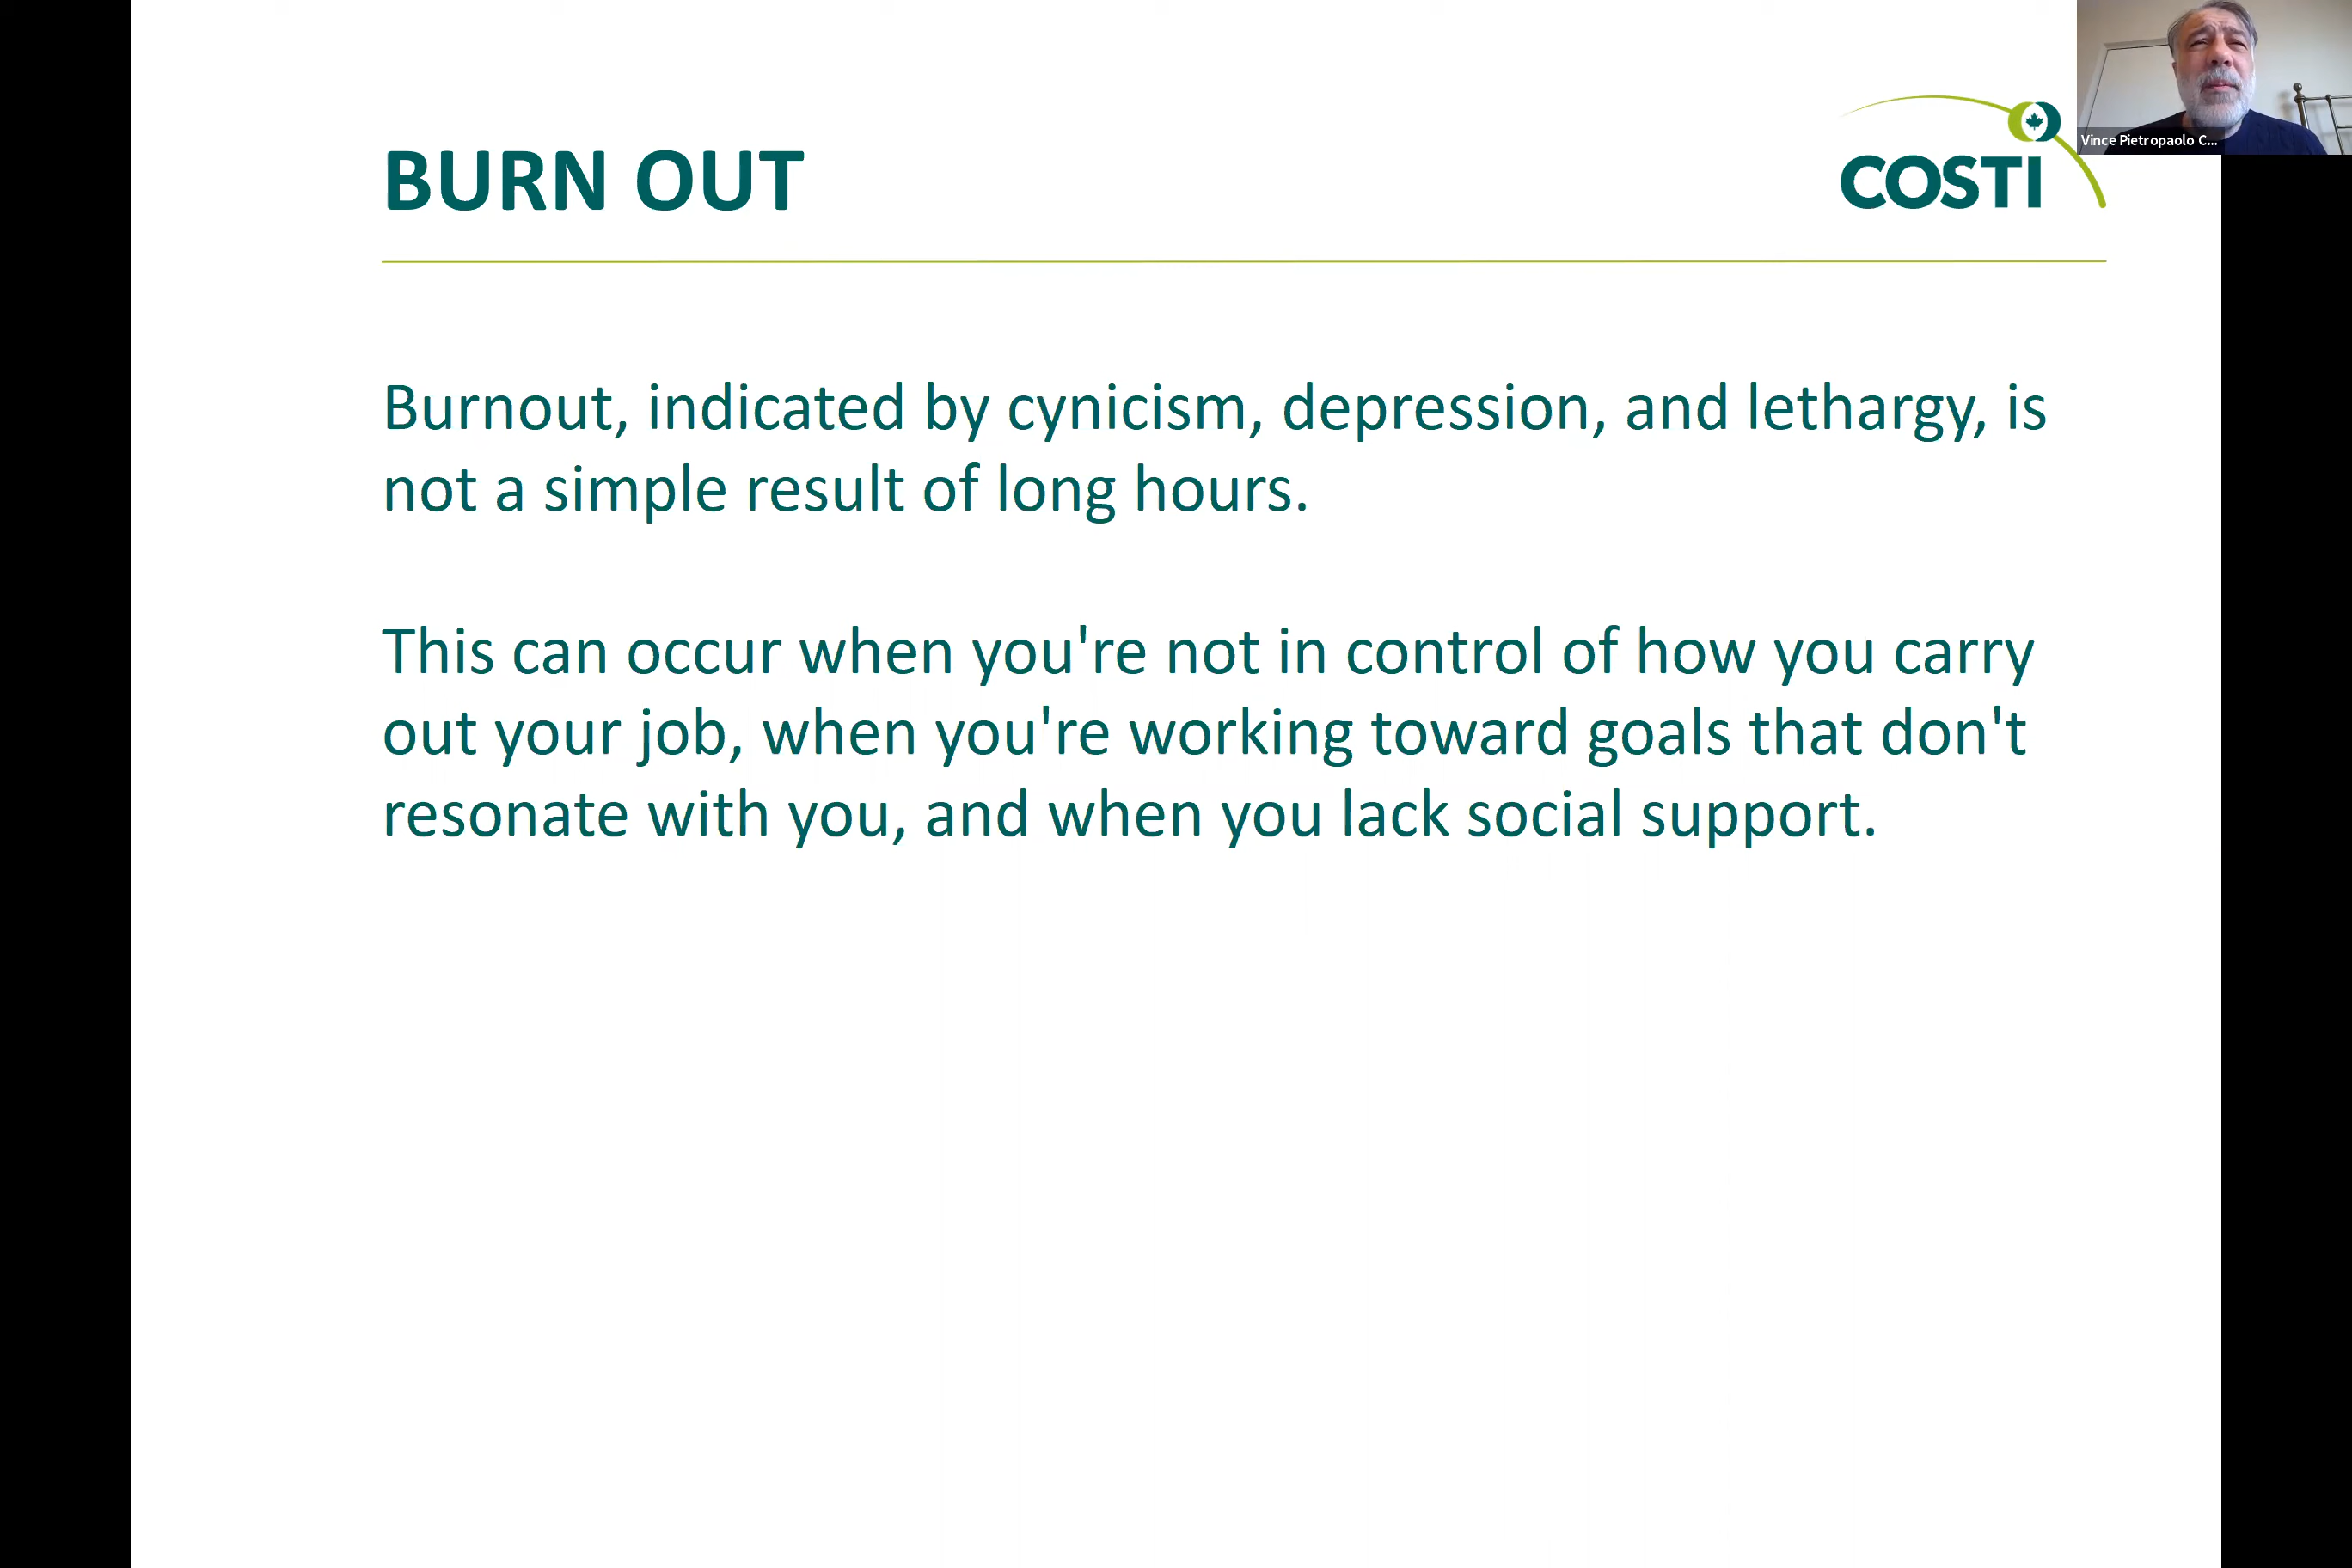 BURN OUT
COSTI
Vince Pietropaolo C...
Burnout, indicated by cynicism, depression, and lethargy, is
not a simple result of long hours.
This can occur when you're not in control of how you carry
out your job, when you're working toward goals that don't
resonate with you, and when you lack social support.